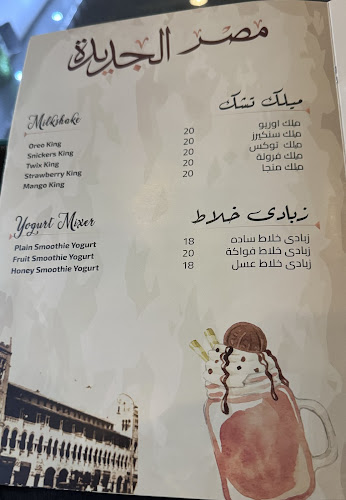 مصر الجديدة
Milkshake ميلك تشك
Oreo King 20 ملك اوريو
Snickers King 20 ملك سنكيرز
Twix King 20 ملك توكس
Strawberry King 20 ملك فرولة
Mango King 20 ملك منجا
Yogurt Mixer زبادى خلاط
Plain Smoothie Yogurt 18 زبادى خلاط ساده
Fruit Smoothie Yogurt 20 زبادى خلاط فواكة
Honey Smoothie Yogurt 18 زبادى خلاط عسل